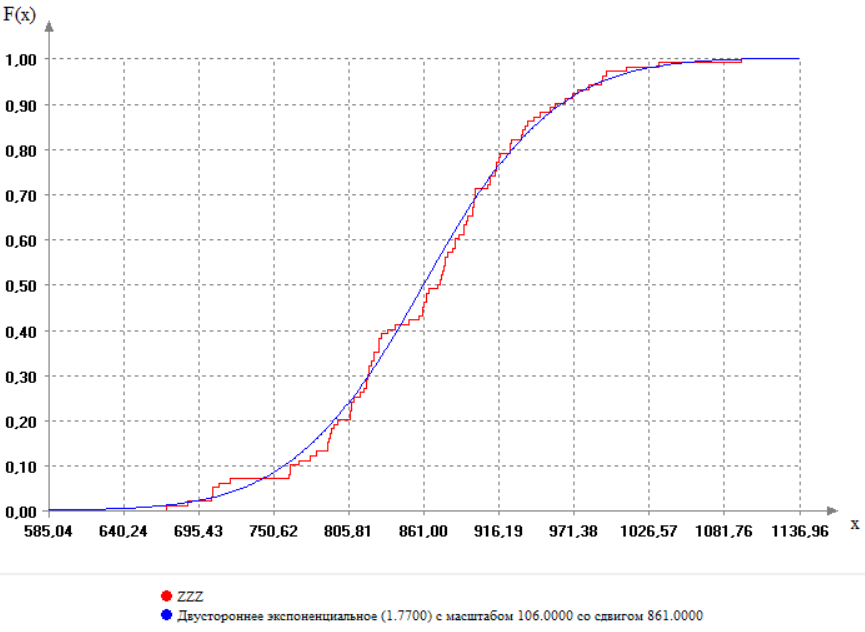 F(x)
1,00
0,90
0,80
0,70
0,60
0,50
0,40
0,30
0,20
0,10
0,00
585,04 640,24 695,43 750,62 805,81 861,00 916,19 971,38 1026,57 1081,76 1136,96
x
ZZZ
Двустороннее экспоненциальное (1.7700) с масштабом 106.0000 со сдвигом 861.0000